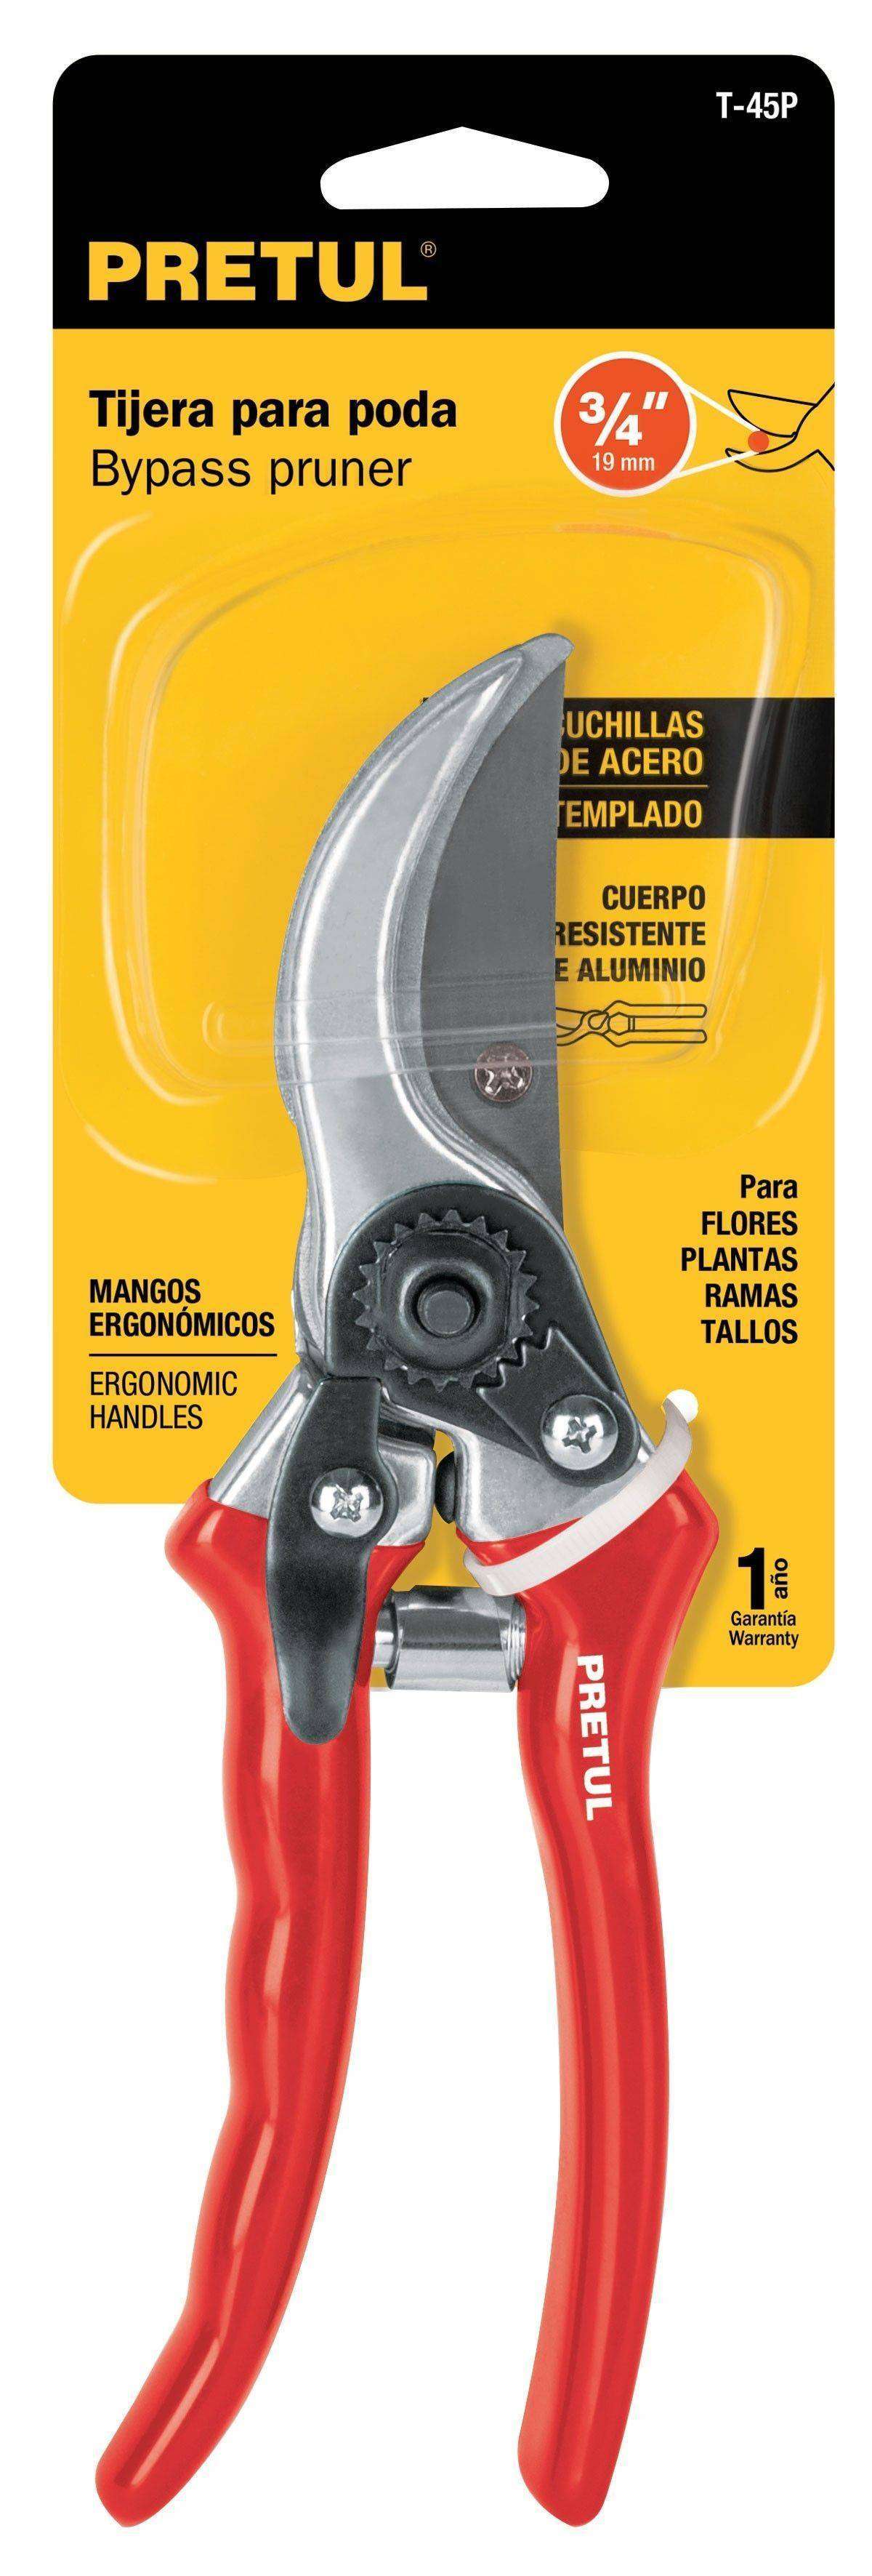 T-45P
PRETUL®
Tijera para poda
Bypass pruner
3/4"
19 mm
CUCHILLAS
DE ACERO
TEMPLADO
CUERPO
RESISTENTE
ALUMINIO
Para
FLORES
PLANTAS
RAMAS
TALLOS
MANGOS
ERGONÓMICOS
ERGONOMIC
HANDLES
1 año
Garantía
Warranty
PRETUL